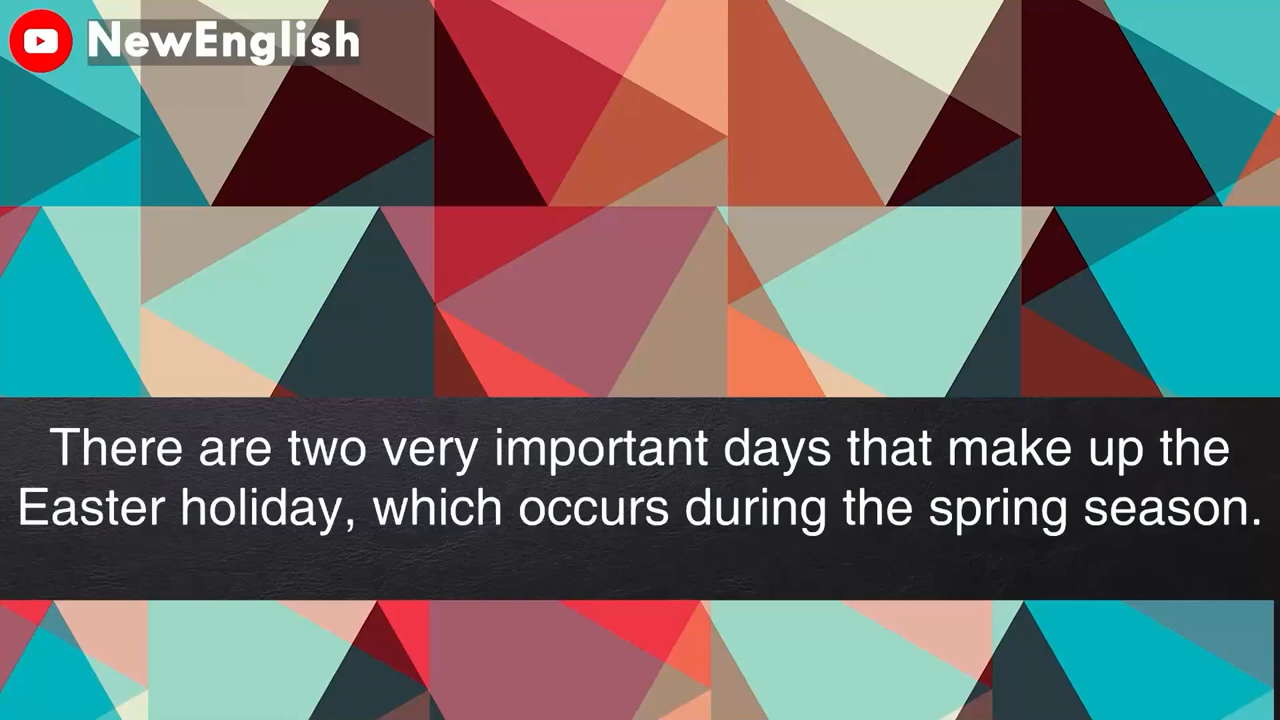 NewEnglish
There are two very important days that make up the
Easter holiday, which occurs during the spring season.